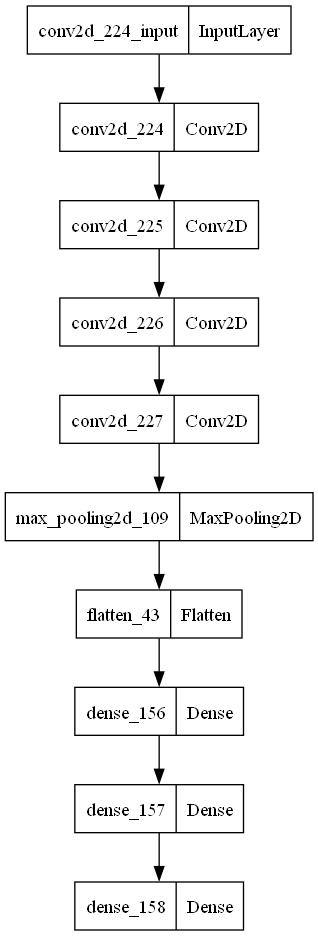 conv2d_224_input InputLayer
conv2d_224 Conv2D
conv2d_225 Conv2D
conv2d_226 Conv2D
conv2d_227 Conv2D
max_pooling2d_109 MaxPooling2D
flatten_43 Flatten
dense_156 Dense
dense_157 Dense
dense_158 Dense